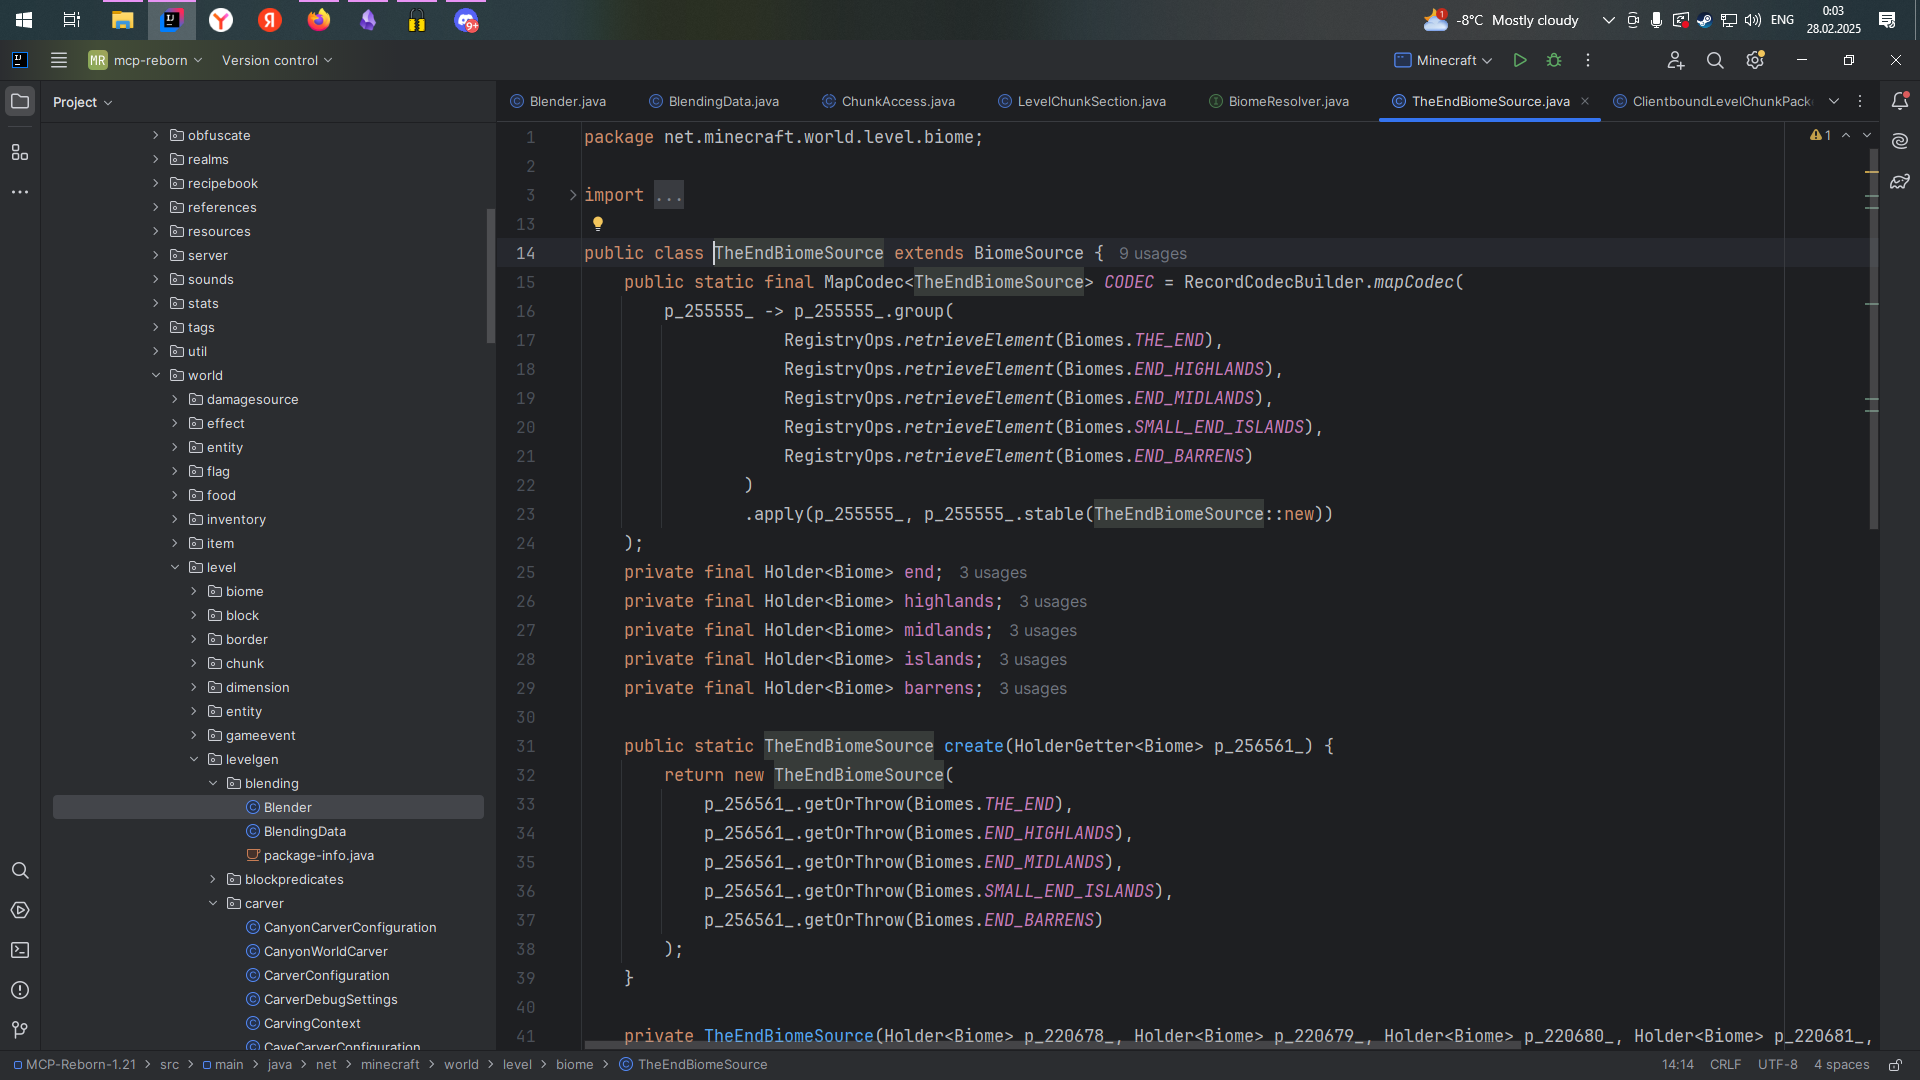 -8°C Mostly cloudy
ENG
0:03
28.02.2025
MR mcp-reborn
Version control
Minecraft
Project
obfuscate
realms
recipebook
references
resources
server
sounds
stats
tags
util
world
damagesource
effect
entity
flag
food
inventory
item
level
biome
block
border
chunk
dimension
entity
gameevent
levelgen
blending
Blender
BlendingData
package-info.java
blockpredicates
carver
CanyonCarverConfiguration
CanyonWorldCarver
CarverConfiguration
CarverDebugSettings
CarvingContext
CaveCarverConfiguration
Blender.java
BlendingData.java
ChunkAccess.java
LevelChunkSection.java
BiomeResolver.java
TheEndBiomeSource.java
ClientboundLevelChunkPack
1
1 package net.minecraft.world.level.biome;
2
3 import ...
13
14 public class TheEndBiomeSource extends BiomeSource { 9 usages
15 public static final MapCodec<TheEndBiomeSource> CODEC = RecordCodecBuilder.mapCodec(
16 p_255555_ -> p_255555_.group(
17 RegistryOps.retrieveElement(Biomes.THE_END),
18 RegistryOps.retrieveElement(Biomes.END_HIGHLANDS),
19 RegistryOps.retrieveElement(Biomes.END_MIDLANDS),
20 RegistryOps.retrieveElement(Biomes.SMALL_END_ISLANDS),
21 RegistryOps.retrieveElement(Biomes.END_BARRENS)
22 )
23 .apply(p_255555_, p_255555_.stable(TheEndBiomeSource::new))
24 );
25 private final Holder<Biome> end; 3 usages
26 private final Holder<Biome> highlands; 3 usages
27 private final Holder<Biome> midlands; 3 usages
28 private final Holder<Biome> islands; 3 usages
29 private final Holder<Biome> barrens; 3 usages
30
31 public static TheEndBiomeSource create(HolderGetter<Biome> p_256561_) {
32 return new TheEndBiomeSource(
33 p_256561_.getOrThrow(Biomes.THE_END),
34 p_256561_.getOrThrow(Biomes.END_HIGHLANDS),
35 p_256561_.getOrThrow(Biomes.END_MIDLANDS),
36 p_256561_.getOrThrow(Biomes.SMALL_END_ISLANDS),
37 p_256561_.getOrThrow(Biomes.END_BARRENS)
38 );
39 }
40
41 private TheEndBiomeSource(Holder<Biome> p_220678_, Holder<Biome> p_220679_, Holder<Biome> p_220680_, Holder<Biome> p_220681_,
MCP-Reborn-1.21 > src > main > java > net > minecraft > world > level > biome > TheEndBiomeSource
14:14 CRLF UTF-8 4 spaces